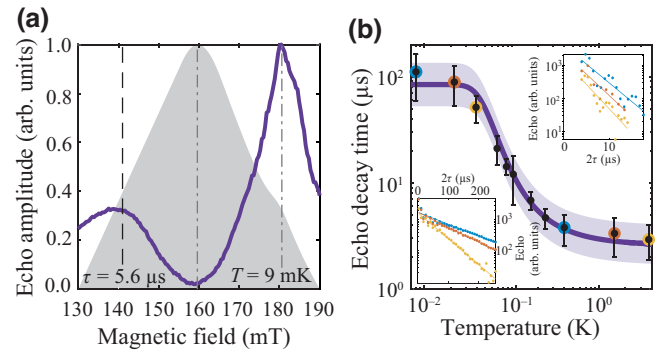 (a)
Echo amplitude (arb. units)
1.0
0.8
0.6
0.4
0.2
0.0
τ = 5.6 μs
T = 9 mK
130 140 150 160 170 180 190
Magnetic field (mT)
(b)
Echo decay time (μs)
10²
10¹
10⁰
10⁻² 10⁻¹ 10⁰
Temperature (K)
Echo (arb. units)
10³
10²
10¹
5 10
2τ (μs)
2τ (μs)
0 100 200
10³
10²
Echo
(arb. units)